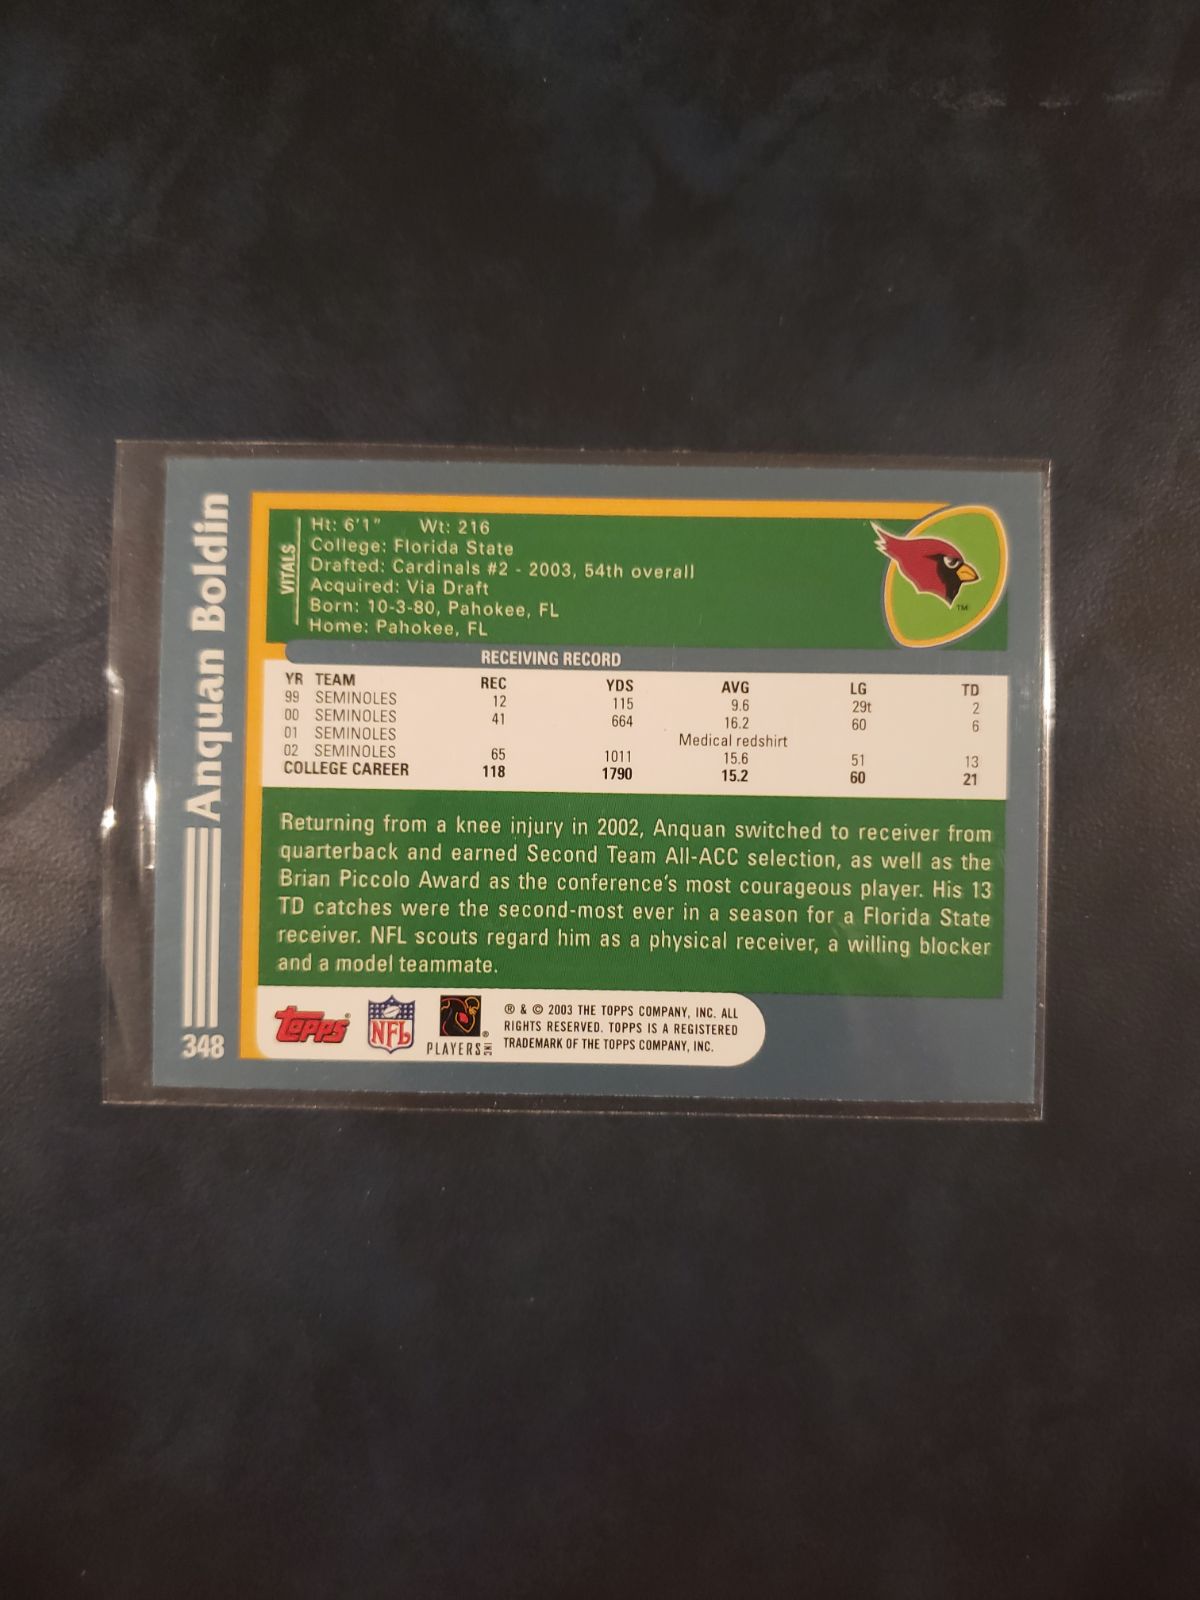 Anquan Boldin
348
VITALS
Ht: 6'1" Wt: 216
College: Florida State
Drafted: Cardinals #2 - 2003, 54th overall
Acquired: Via Draft
Born: 10-3-80, Pahokee, FL
Home: Pahokee, FL
TM
RECEIVING RECORD
YR TEAM REC YDS AVG LG TD
99 SEMINOLES 12 115 9.6 29t 2
00 SEMINOLES 41 664 16.2 60 6
01 SEMINOLES Medical redshirt
02 SEMINOLES 65 1011 15.6 51 13
COLLEGE CAREER 118 1790 15.2 60 21
Returning from a knee injury in 2002, Anquan switched to receiver from
quarterback and earned Second Team All-ACC selection, as well as the
Brian Piccolo Award as the conference's most courageous player. His 13
TD catches were the second-most ever in a season for a Florida State
receiver. NFL scouts regard him as a physical receiver, a willing blocker
and a model teammate.
Topps®
NFL
PLAYERS INC ®
® & © 2003 THE TOPPS COMPANY, INC. ALL
RIGHTS RESERVED. TOPPS IS A REGISTERED
TRADEMARK OF THE TOPPS COMPANY, INC.